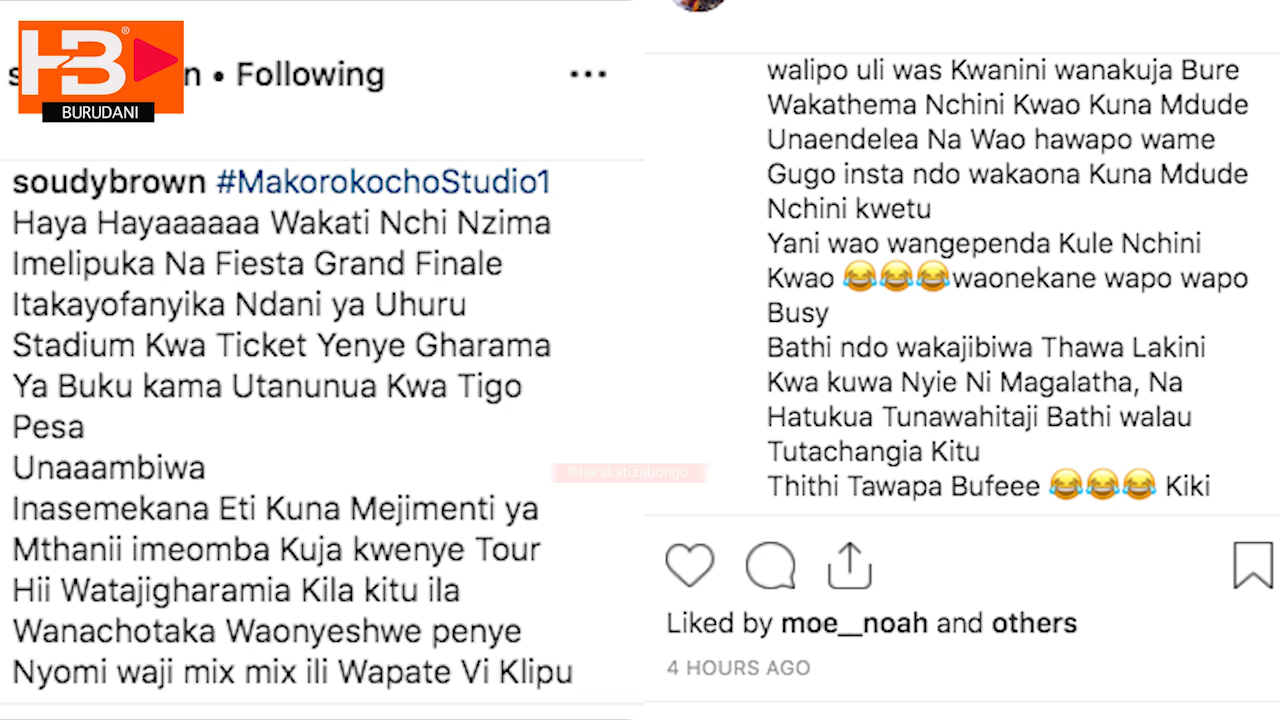 HB®
BURUDANI
n • Following
soudybrown #MakorokochoStudio1
Haya Hayaaaaaa Wakati Nchi Nzima
Imelipuka Na Fiesta Grand Finale
Itakayofanyika Ndani ya Uhuru
Stadium Kwa Ticket Yenye Gharama
Ya Buku kama Utanunua Kwa Tigo
Pesa
Unaaambiwa
Inasemekana Eti Kuna Mejimenti ya
Mthanii imeomba Kuja kwenye Tour
Hii Watajigharamia Kila kitu ila
Wanachotaka Waonyeshwe penye
Nyomi waji mix mix ili Wapate Vi Klipu
@harakatizabongo
walipo uli was Kwanini wanakuja Bure
Wakathema Nchini Kwao Kuna Mdude
Unaendelea Na Wao hawapo wame
Gugo insta ndo wakaona Kuna Mdude
Nchini kwetu
Yani wao wangependa Kule Nchini
Kwao 😂😂😂waonekane wapo wapo
Busy
Bathi ndo wakajibiwa Thawa Lakini
Kwa kuwa Nyie Ni Magalatha, Na
Hatukua Tunawahitaji Bathi walau
Tutachangia Kitu
Thithi Tawapa Bufeee 😂😂😂 Kiki
Liked by moe__noah and others
4 HOURS AGO